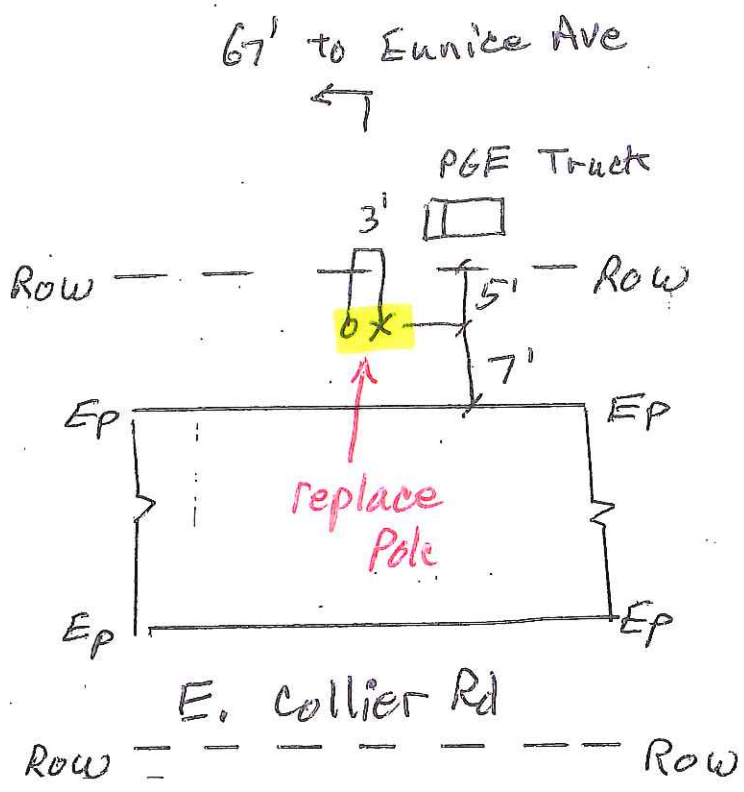 67' to Eunice Ave
PGE Truck
3'
Row Row
5'
o x
7'
Ep Ep
replace
Pole
Ep Ep
E. Collier Rd
Row Row